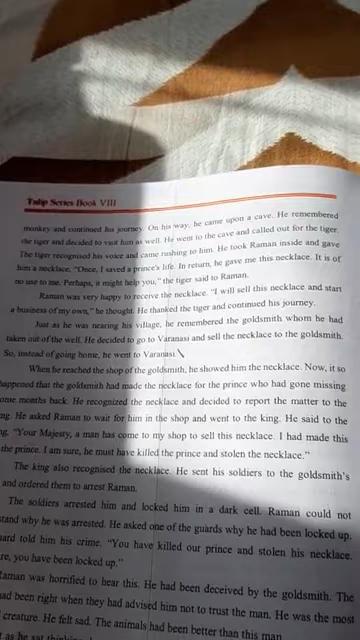 Tulip Series Book VIII
monkey and continued his journey. On his way, he came upon a cave. He remembered
the tiger and decided to visit him as well. He went to the cave and called out for the tiger.
The tiger recognised his voice and came rushing to him. He took Raman inside and gave
him a necklace. “Once, I saved a prince's life. In return, he gave me this necklace. It is of
no use to me. Perhaps, it might help you,” the tiger said to Raman.
Raman was very happy to receive the necklace. “I will sell this necklace and start
a business of my own,” he thought. He thanked the tiger and continued his journey.
Just as he was nearing his village, he remembered the goldsmith whom he had
taken out of the well. He decided to go to Varanasi and sell the necklace to the goldsmith.
So, instead of going home, he went to Varanasi.
When he reached the shop of the goldsmith, he showed him the necklace. Now, it so
happened that the goldsmith had made the necklace for the prince who had gone missing
ome months back. He recognized the necklace and decided to report the matter to the
ng. He asked Raman to wait for him in the shop and went to the king. He said to the
ng, “Your Majesty, a man has come to my shop to sell this necklace. I had made this
the prince. I am sure, he must have killed the prince and stolen the necklace.”
The king also recognised the necklace. He sent his soldiers to the goldsmith's
and ordered them to arrest Raman.
The soldiers arrested him and locked him in a dark cell. Raman could not
stand why he was arrested. He asked one of the guards why he had been locked up.
uard told him his crime. “You have killed our prince and stolen his necklace.
re, you have been locked up.”
Raman was horrified to hear this. He had been deceived by the goldsmith. The
had been right when they had advised him not to trust the man. He was the most
creature. He felt sad. The animals had been better than this man.
as he sat